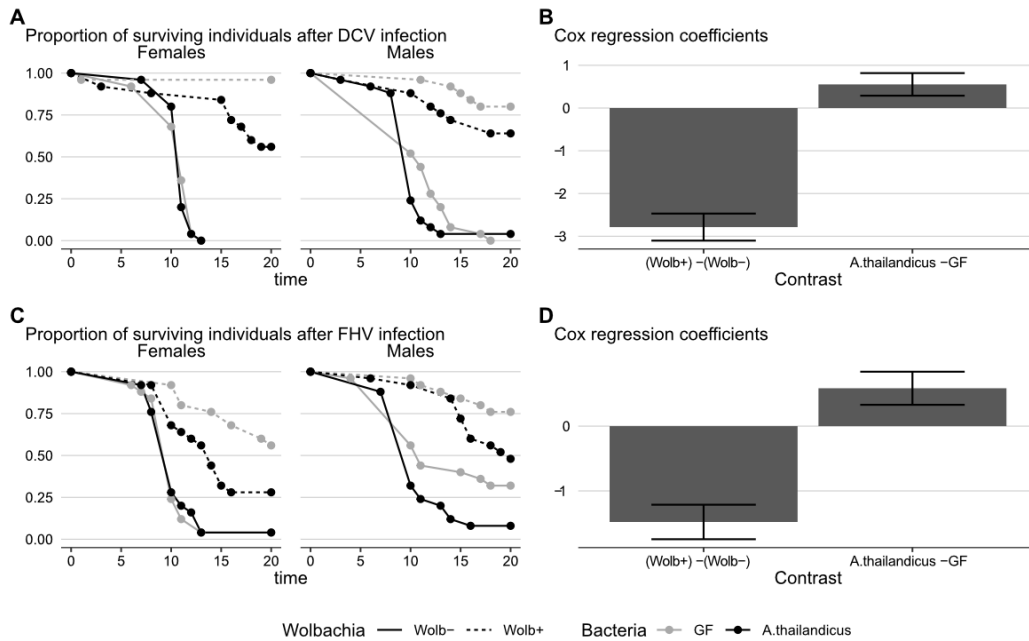 A
Proportion of surviving individuals after DCV infection
Females
Males
1.00
0.75
0.50
0.25
0.00
0
5
10
15
20
0
5
10
15
20
time
B
Cox regression coefficients
1
0
−1
−2
−3
(Wolb+) −(Wolb−)
A.thailandicus −GF
Contrast
C
Proportion of surviving individuals after FHV infection
Females
Males
1.00
0.75
0.50
0.25
0.00
0
5
10
15
20
0
5
10
15
20
time
D
Cox regression coefficients
0
−1
(Wolb+) −(Wolb−)
A.thailandicus −GF
Contrast
Wolbachia Wolb− Wolb+ Bacteria GF A.thailandicus